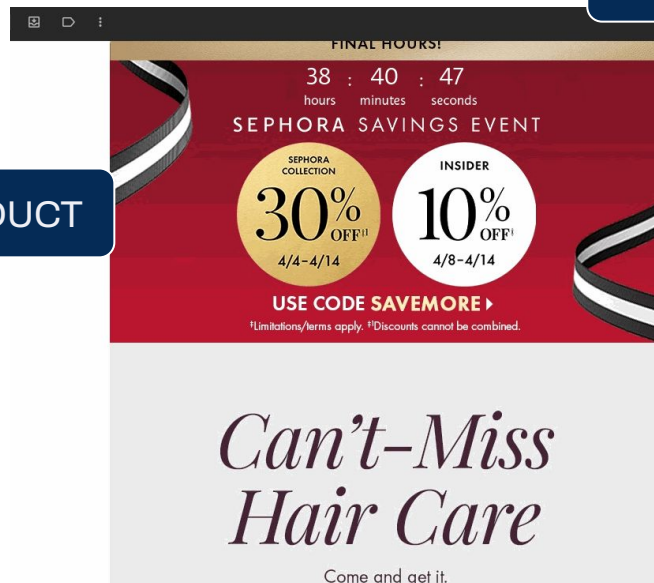 FINAL HOURS!
38 : 40 : 47
hours minutes seconds
SEPHORA SAVINGS EVENT
SEPHORA
COLLECTION
30%
OFF†‡
4/4–4/14
INSIDER
10%
OFF†
4/8–4/14
USE CODE SAVEMORE
†Limitations/terms apply. †‡Discounts cannot be combined.
DUCT
Can't–Miss
Hair Care
Come and get it.